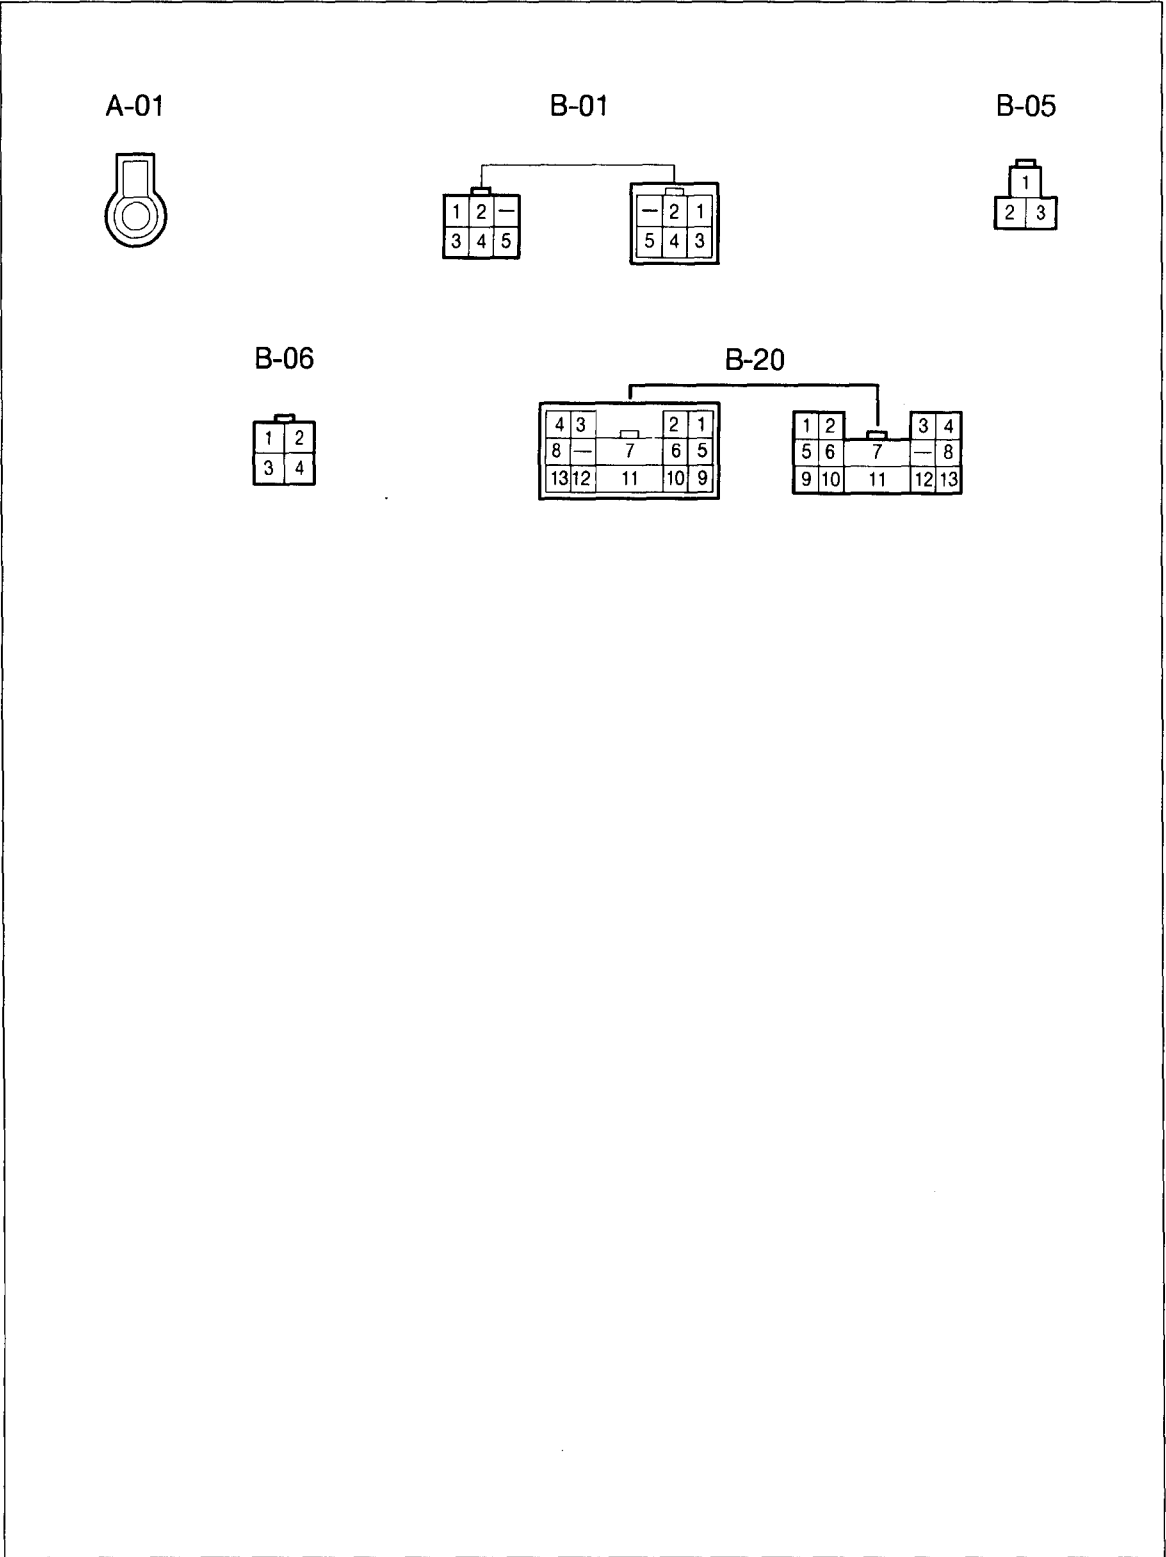 A-01
B-01
B-05
1 2 —
3 4 5
— 2 1
5 4 3
1
2 3
B-06
B-20
1 2
3 4
4 3 2 1
8 — 7 6 5
13 12 11 10 9
1 2 3 4
5 6 7 — 8
9 10 11 12 13